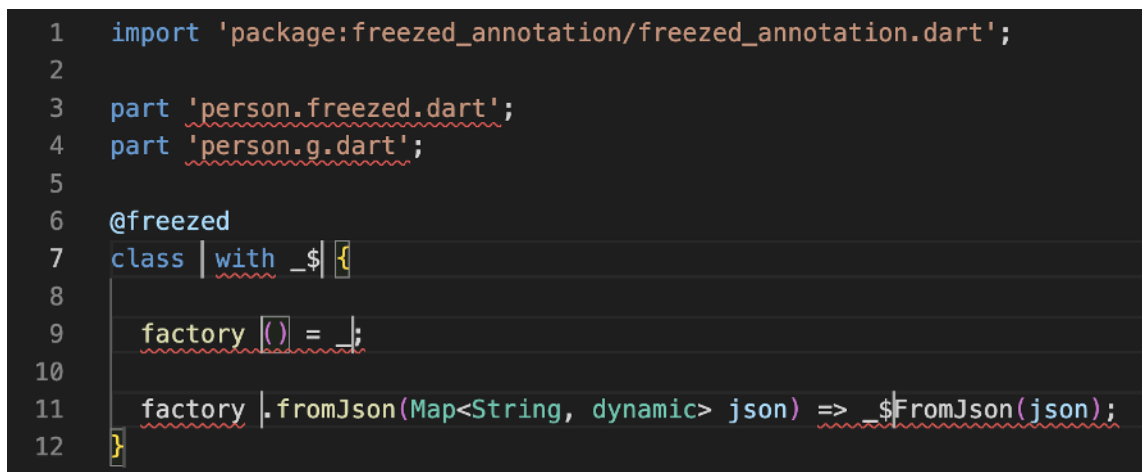 1 import 'package:freezed_annotation/freezed_annotation.dart';
2
3 part 'person.freezed.dart';
4 part 'person.g.dart';
5
6 @freezed
7 class  with _$ {
8
9   factory () = _;
10
11   factory .fromJson(Map<String, dynamic> json) => _$FromJson(json);
12 }